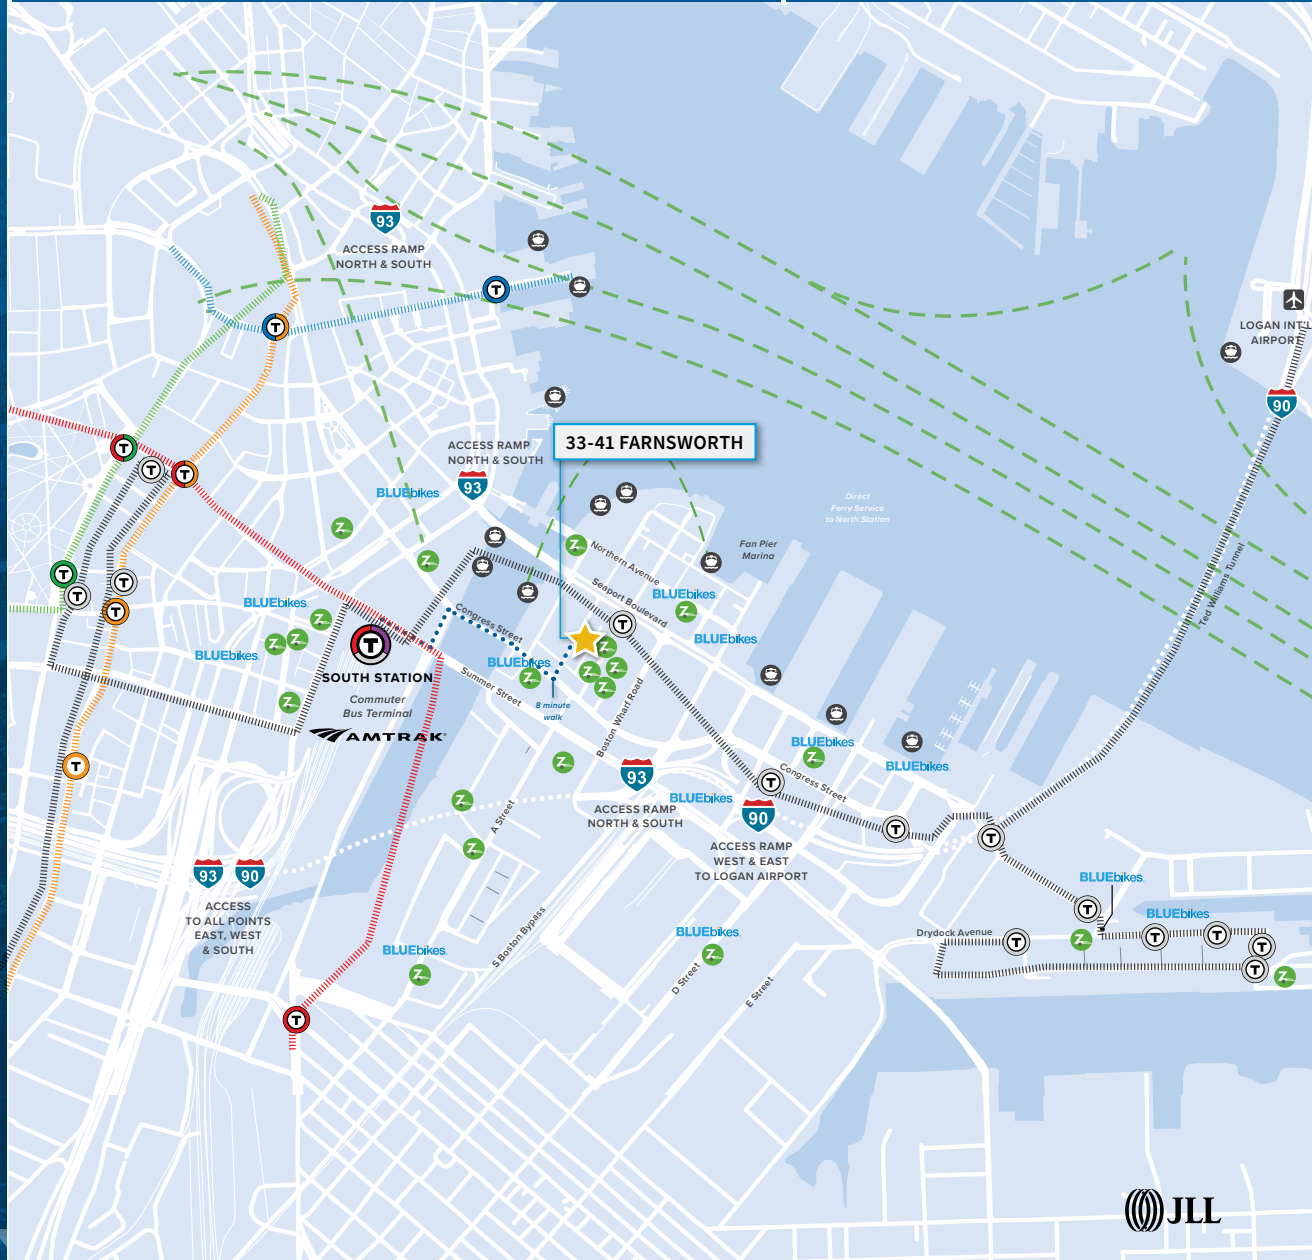 93
ACCESS RAMP
NORTH & SOUTH
T
T
LOGAN INT'L
AIRPORT
90
33-41 FARNSWORTH
ACCESS RAMP
NORTH & SOUTH
93
T
T
T
BLUEbikes
Direct
Ferry Service
to North Station
Fan Pier
Marina
Northern Avenue
Seaport Boulevard
Ted Williams Tunnel
T
T
T
T
BLUEbikes
BLUEbikes
BLUEbikes
Congress Street
T
BLUEbikes
BLUEbikes
T
SOUTH STATION
Commuter
Bus Terminal
AMTRAK
Summer Street
8 minute
walk
Boston Wharf Road
T
93
ACCESS RAMP
NORTH & SOUTH
BLUEbikes
T
BLUEbikes
BLUEbikes
Congress Street
90
ACCESS RAMP
WEST & EAST
TO LOGAN AIRPORT
T
T
A Street
93
90
ACCESS
TO ALL POINTS
EAST, WEST
& SOUTH
BLUEbikes
BLUEbikes
T
Drydock Avenue
T
T
T
T
T
BLUEbikes
BLUEbikes
S Boston Bypass
D Street
E Street
T
JLL